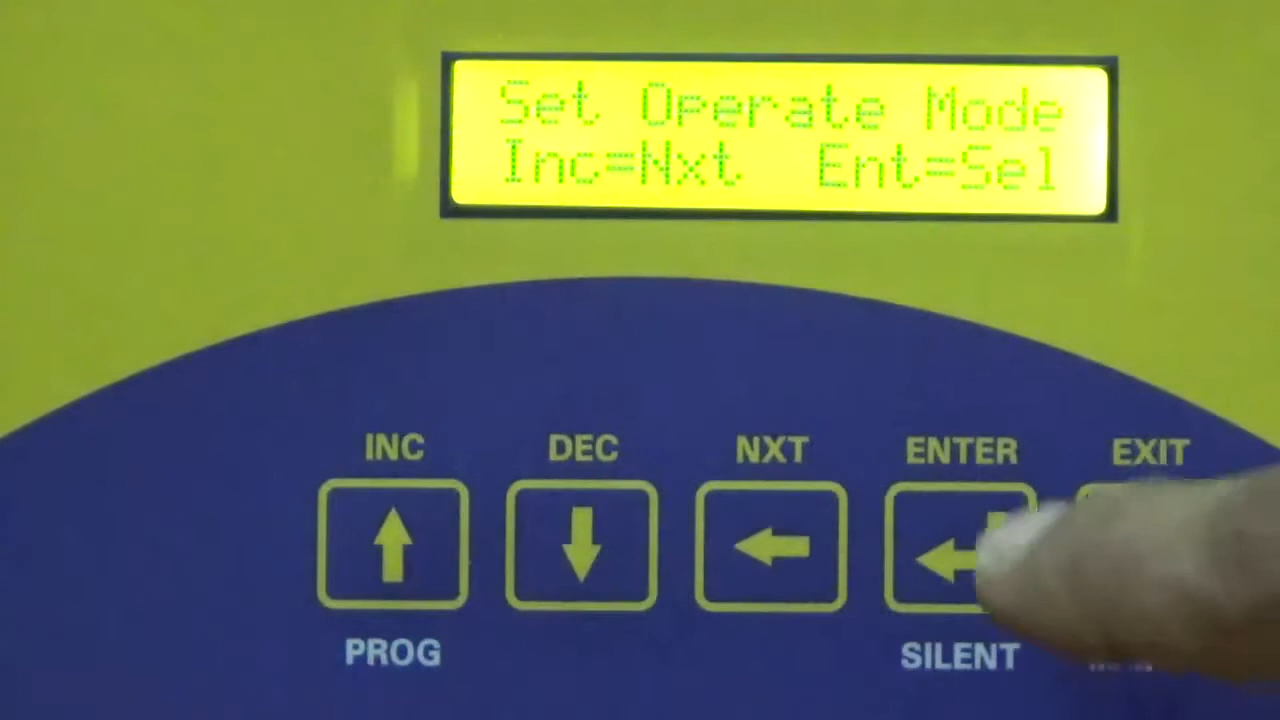 Set Operate Mode
Inc=Nxt Ent=Sel
INC DEC NXT ENTER EXIT
PROG SILENT